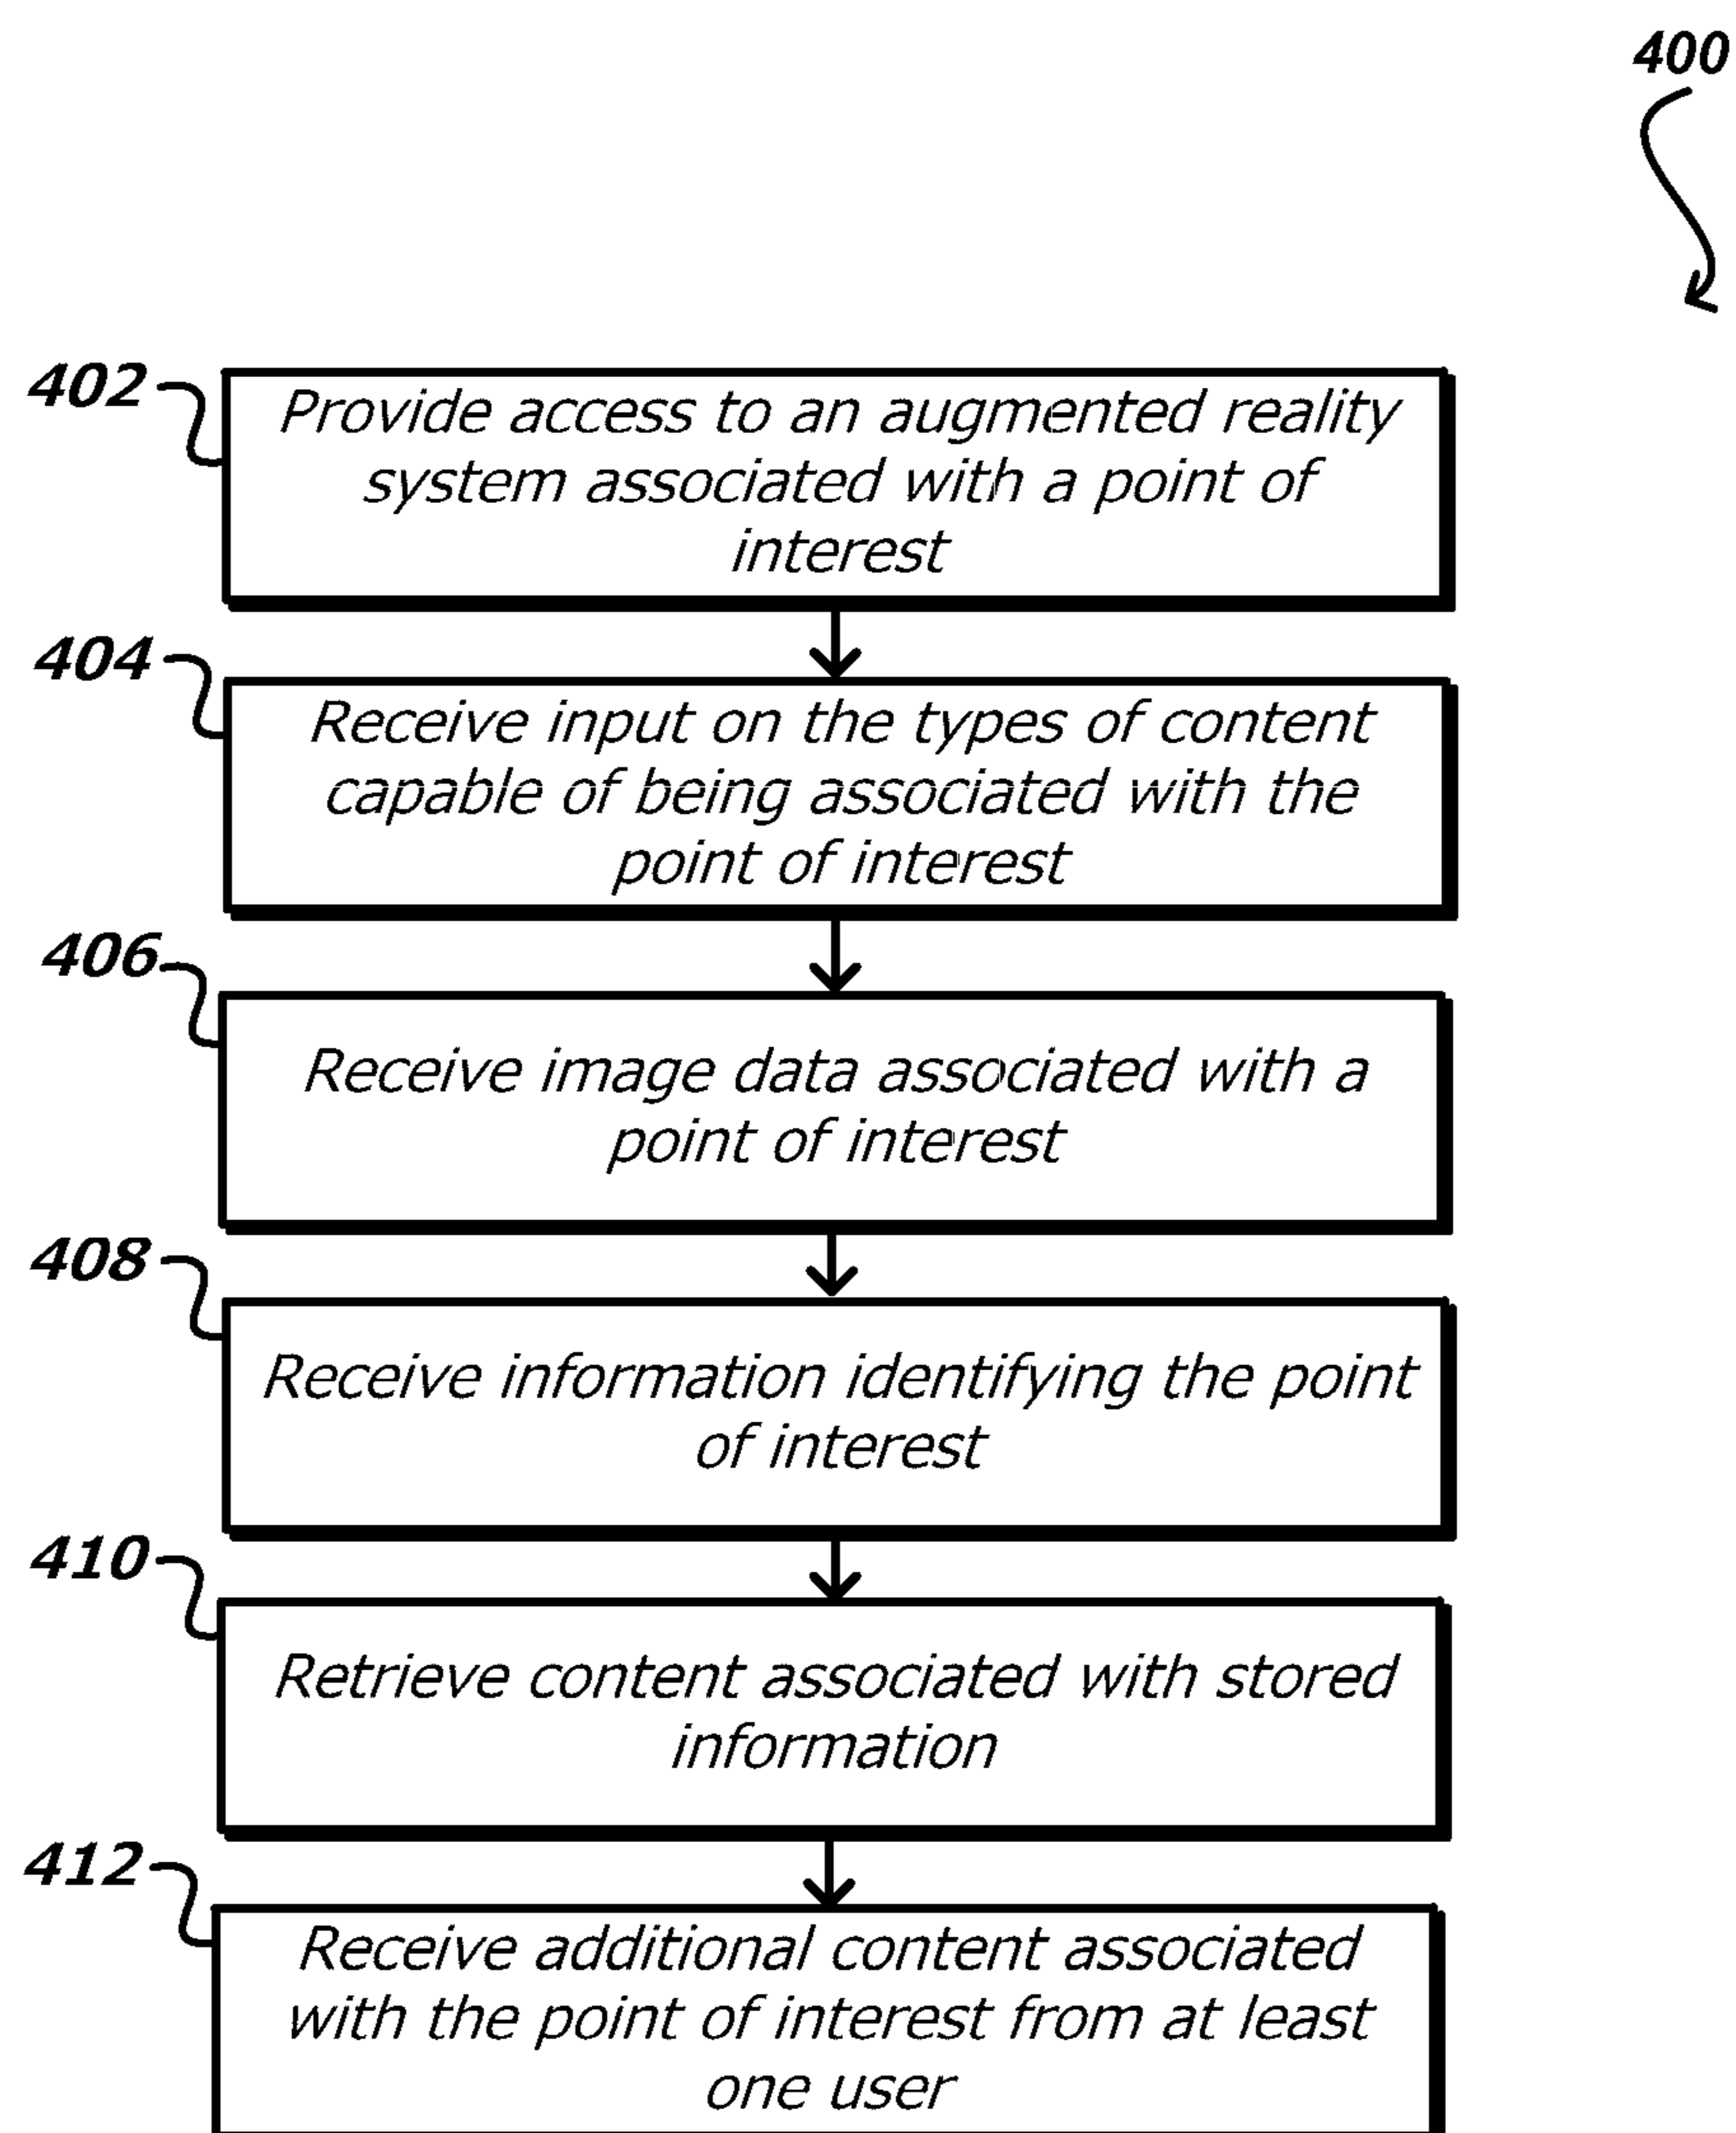 400
402
Provide access to an augmented reality
system associated with a point of
interest
404
Receive input on the types of content
capable of being associated with the
point of interest
406
Receive image data associated with a
point of interest
408
Receive information identifying the point
of interest
410
Retrieve content associated with stored
information
412
Receive additional content associated
with the point of interest from at least
one user